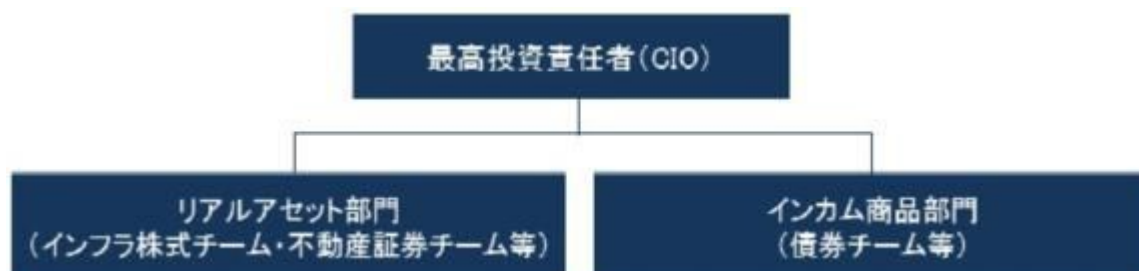 最高投資責任者(CIO)
リアルアセット部門
(インフラ株式チーム・不動産証券チーム等)
インカム商品部門
(債券チーム等)